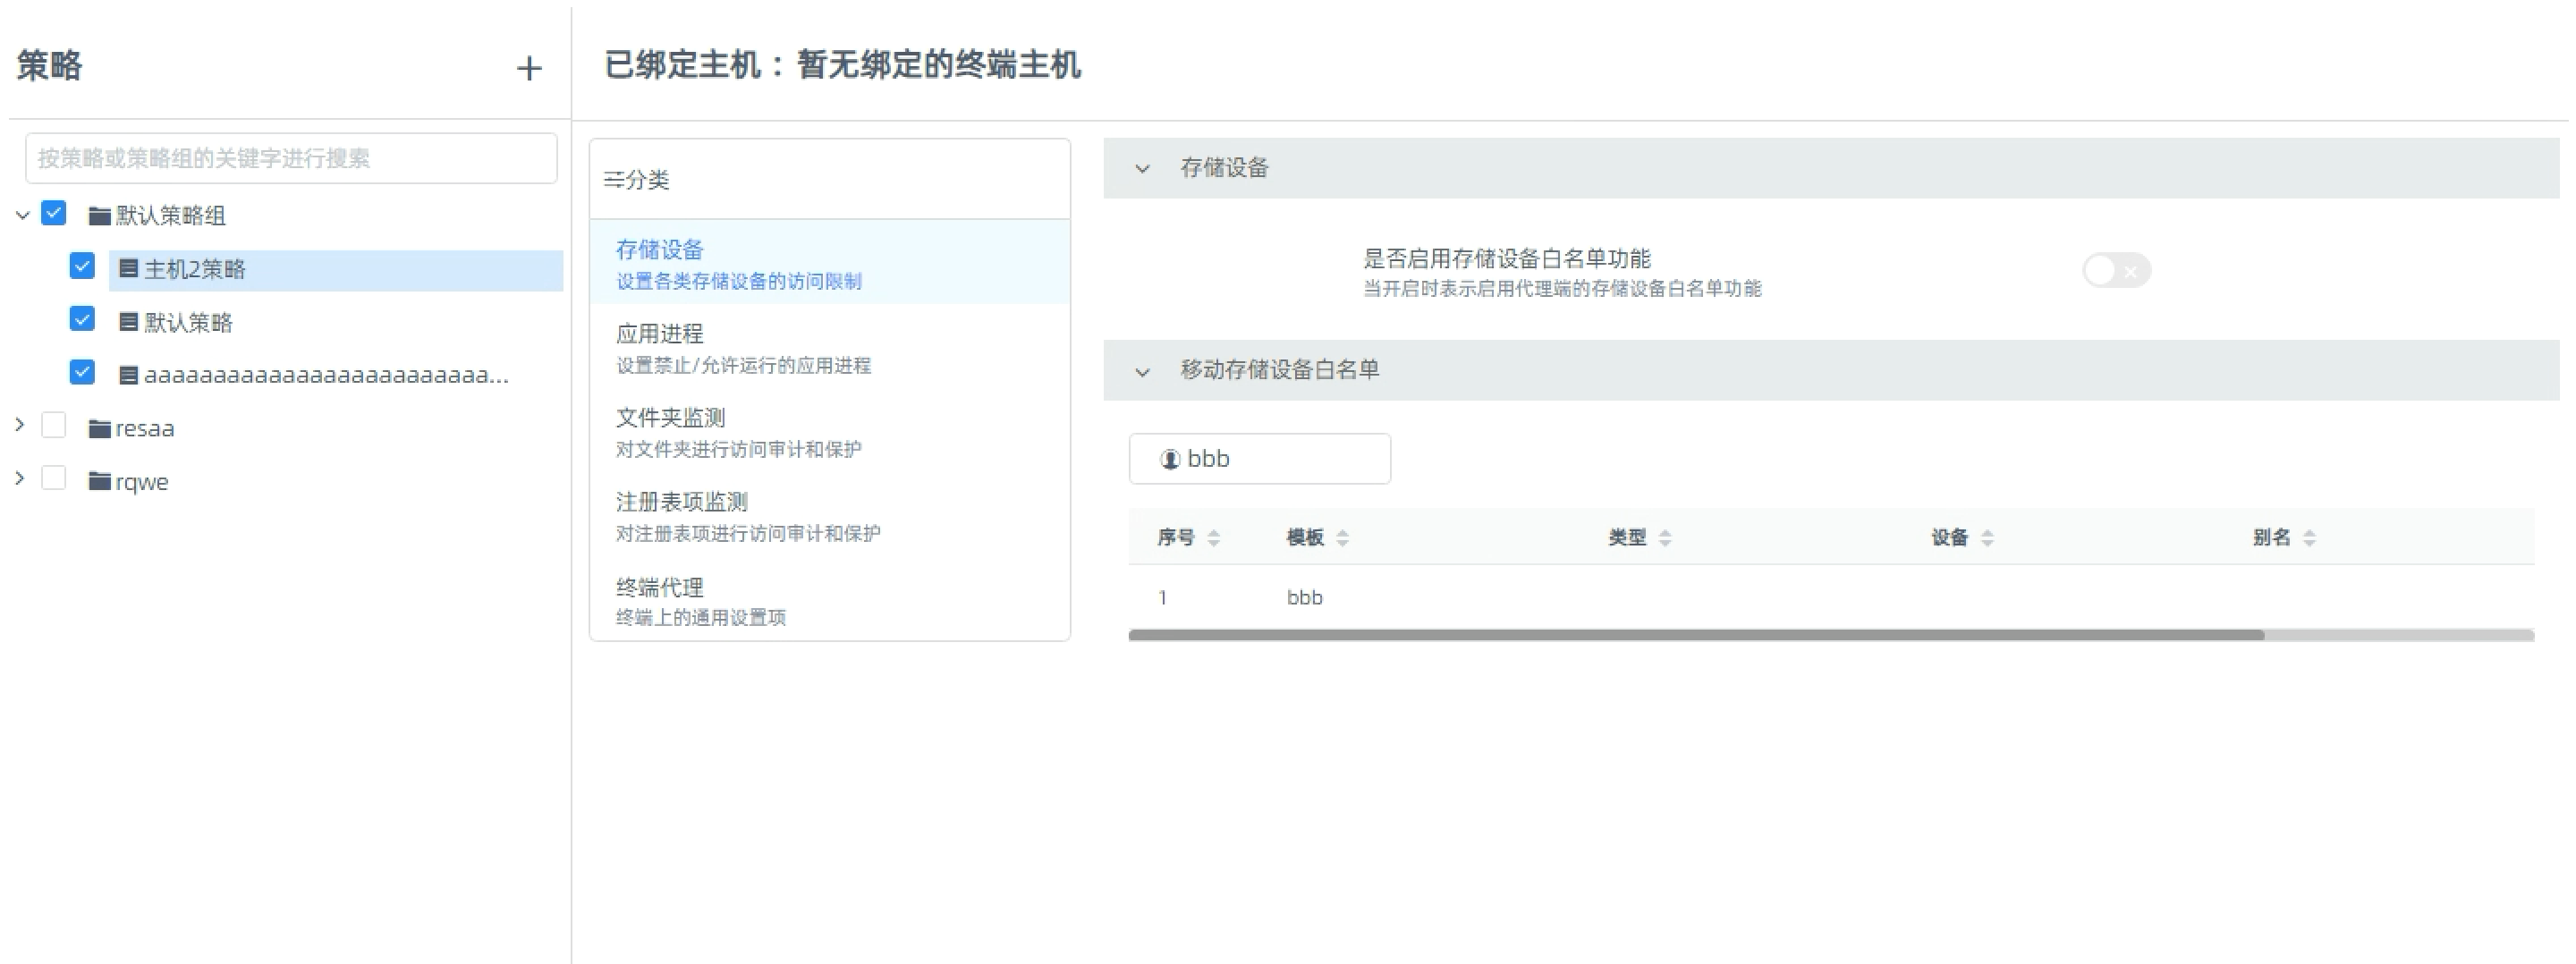 策略
已绑定主机：暂无绑定的终端主机
按策略或策略组的关键字进行搜索
默认策略组
主机2策略
默认策略
aaaaaaaaaaaaaaaaaaaaaaaaa...
resaa
rqwe
分类
存储设备
设置各类存储设备的访问限制
应用进程
设置禁止/允许运行的应用进程
文件夹监测
对文件夹进行访问审计和保护
注册表项监测
对注册表项进行访问审计和保护
终端代理
终端上的通用设置项
存储设备
是否启用存储设备白名单功能
当开启时表示启用代理端的存储设备白名单功能
移动存储设备白名单
bbb
序号 模板 类型 设备 别名
1 bbb